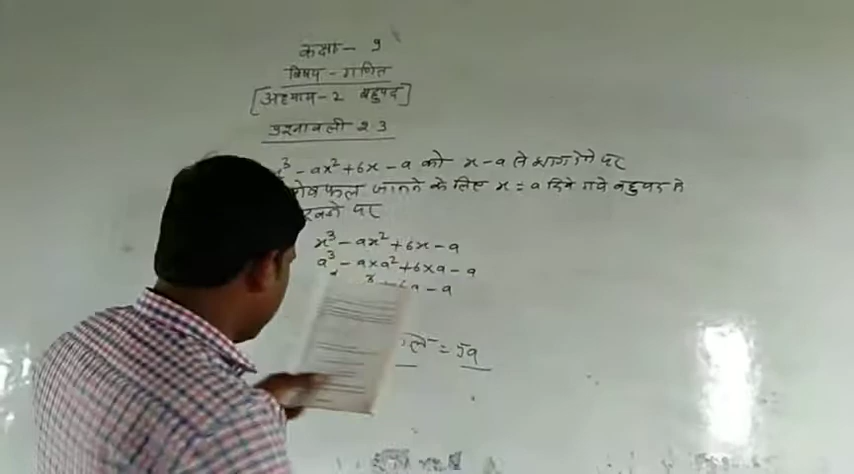 कक्षा - 9
विषय - गणित
[अध्याय - 2 बहुपद]
प्रश्नावली 2 3
x³ - ax² + 6x - a को x - a से भाग देने पर
शेषफल जानने के लिए x = a दिये गये बहुपद मे
रखने पर
x³ - ax² + 6x - a
a³ - a×a² + 6×a - a
- a
= 5a